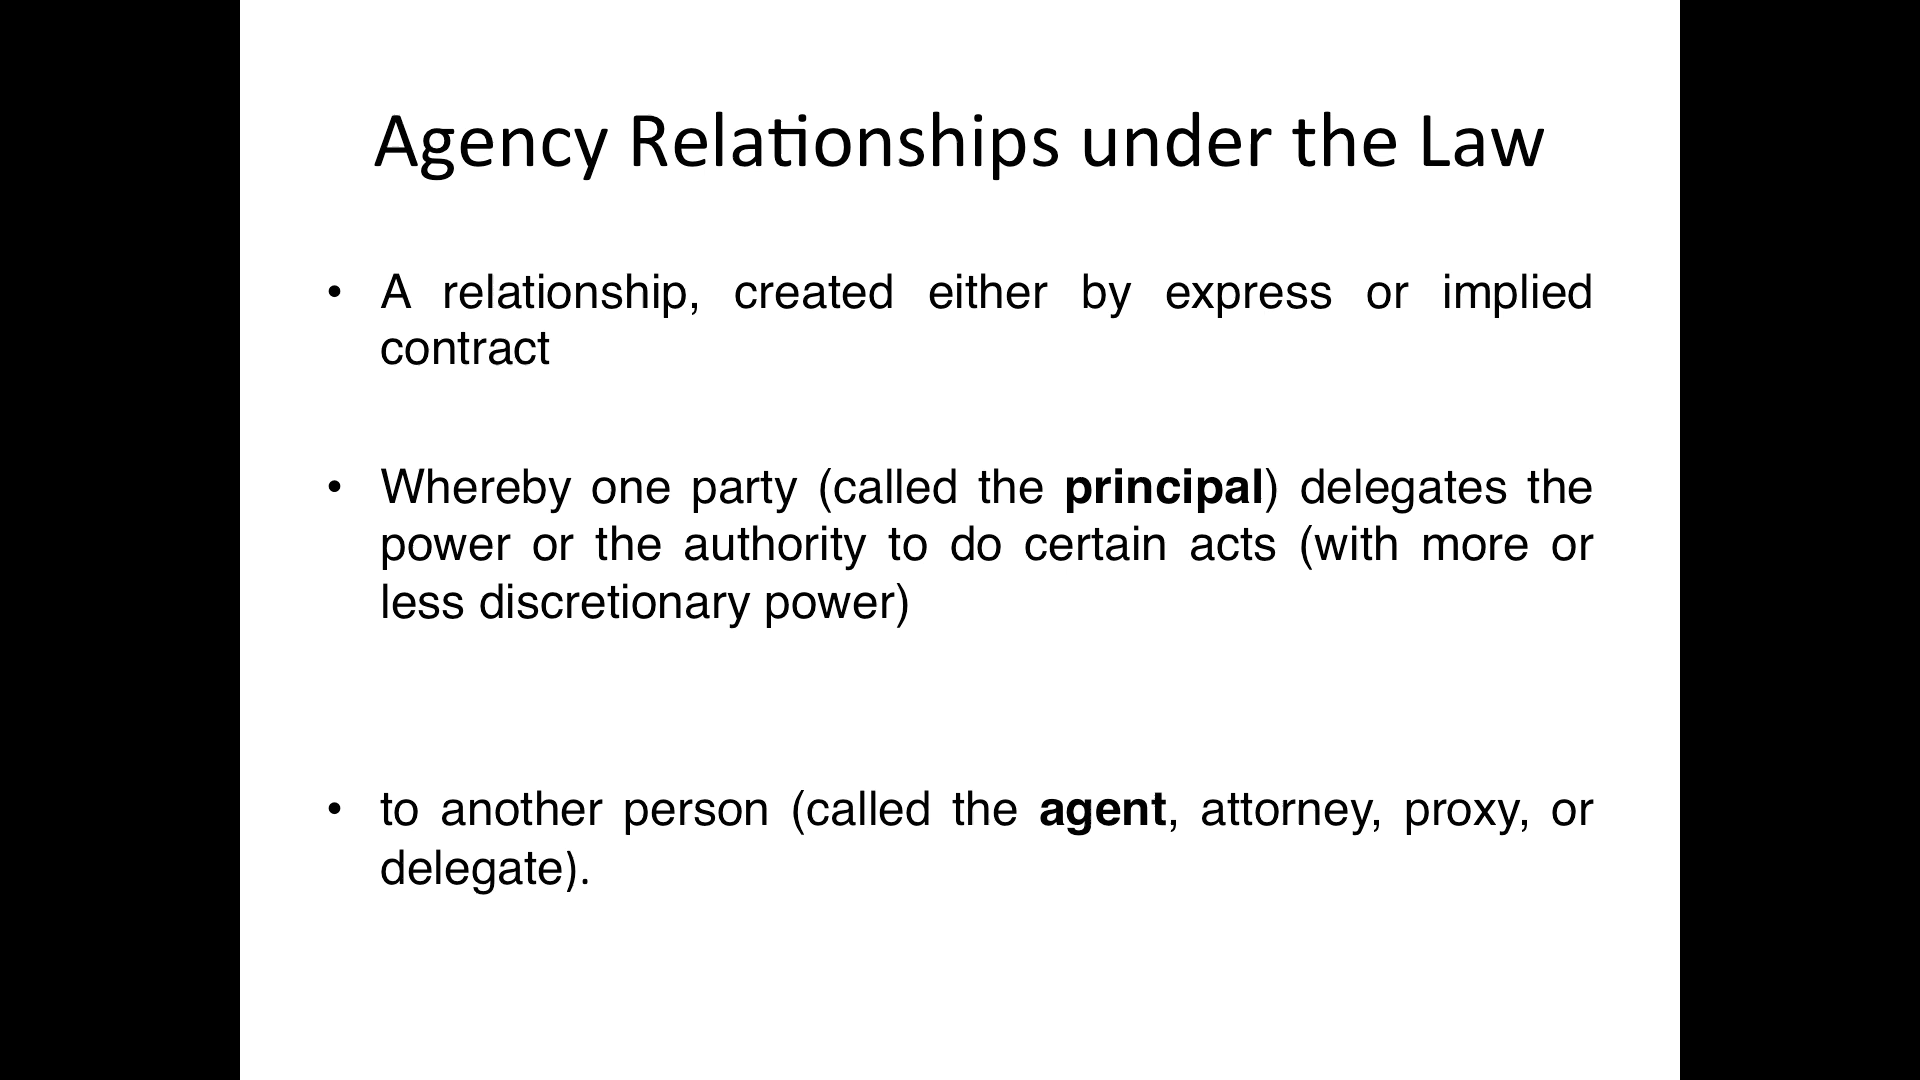 Agency Relationships under the Law
• A relationship, created either by express or implied
contract
• Whereby one party (called the principal) delegates the
power or the authority to do certain acts (with more or
less discretionary power)
• to another person (called the agent, attorney, proxy, or
delegate).